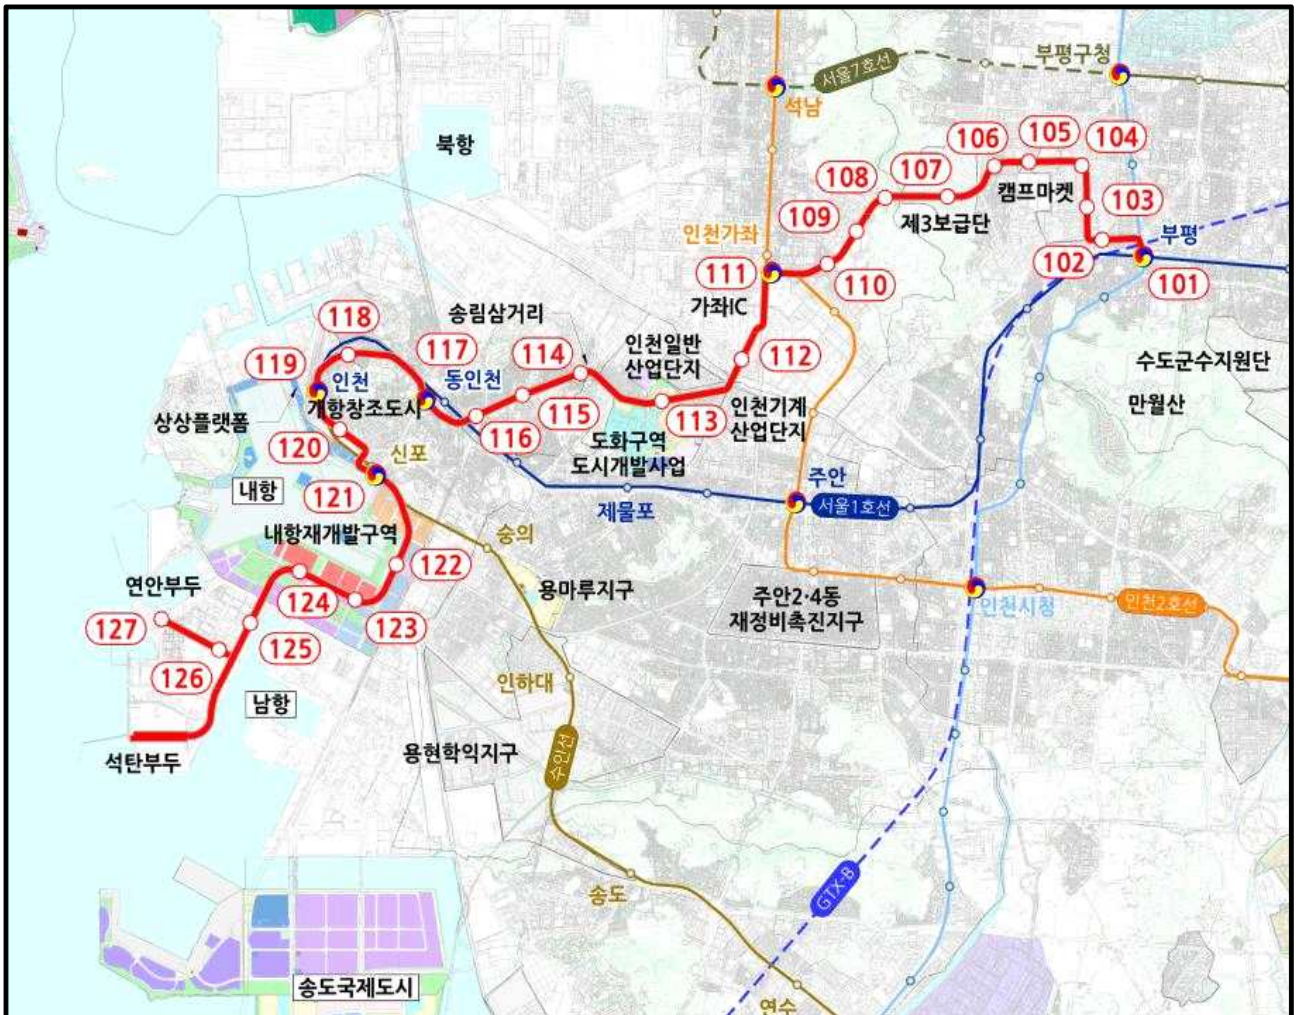 서울7호선
부평구청
석남
북항
106
105
104
108
107
캠프마켓
103
109
제3보급단
인천가좌
부평
111
102
101
110
가좌IC
송림삼거리
118
117
114
인천일반
산업단지
112
수도군수지원단
119
인천
동인천
개항창조도시
만월산
상상플랫폼
115
113
인천기계
산업단지
120
116
도화구역
도시개발사업
신포
내항
121
주안
제물포
서울1호선
내항재개발구역
숭의
122
연안부두
용마루지구
주안2·4동
재정비촉진지구
인천시청
인천2호선
127
124
123
125
126
인하대
남항
석탄부두
용현학익지구
수인선
송도
GTX-B
송도국제도시
연수